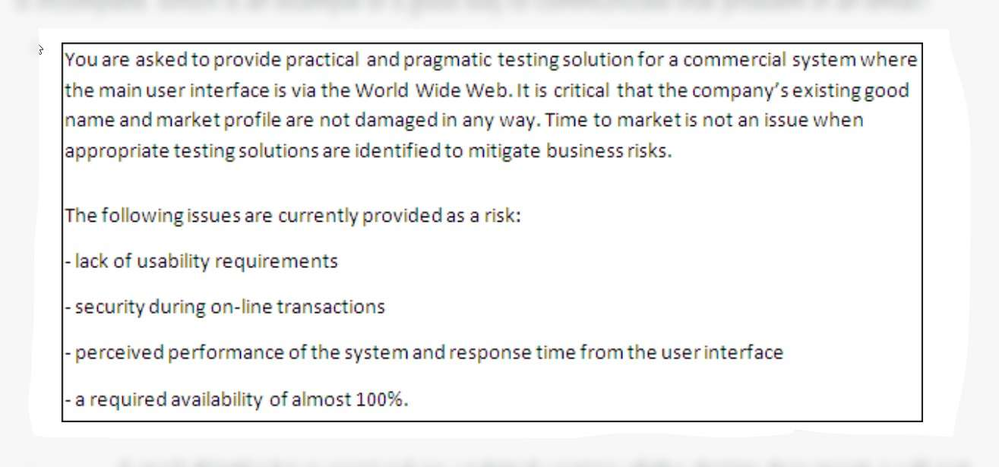 You are asked to provide practical and pragmatic testing solution for a commercial system where
the main user interface is via the World Wide Web. It is critical that the company's existing good
name and market profile are not damaged in any way. Time to market is not an issue when
appropriate testing solutions are identified to mitigate business risks.
The following issues are currently provided as a risk:
- lack of usability requirements
- security during on-line transactions
- perceived performance of the system and response time from the user interface
- a required availability of almost 100%.